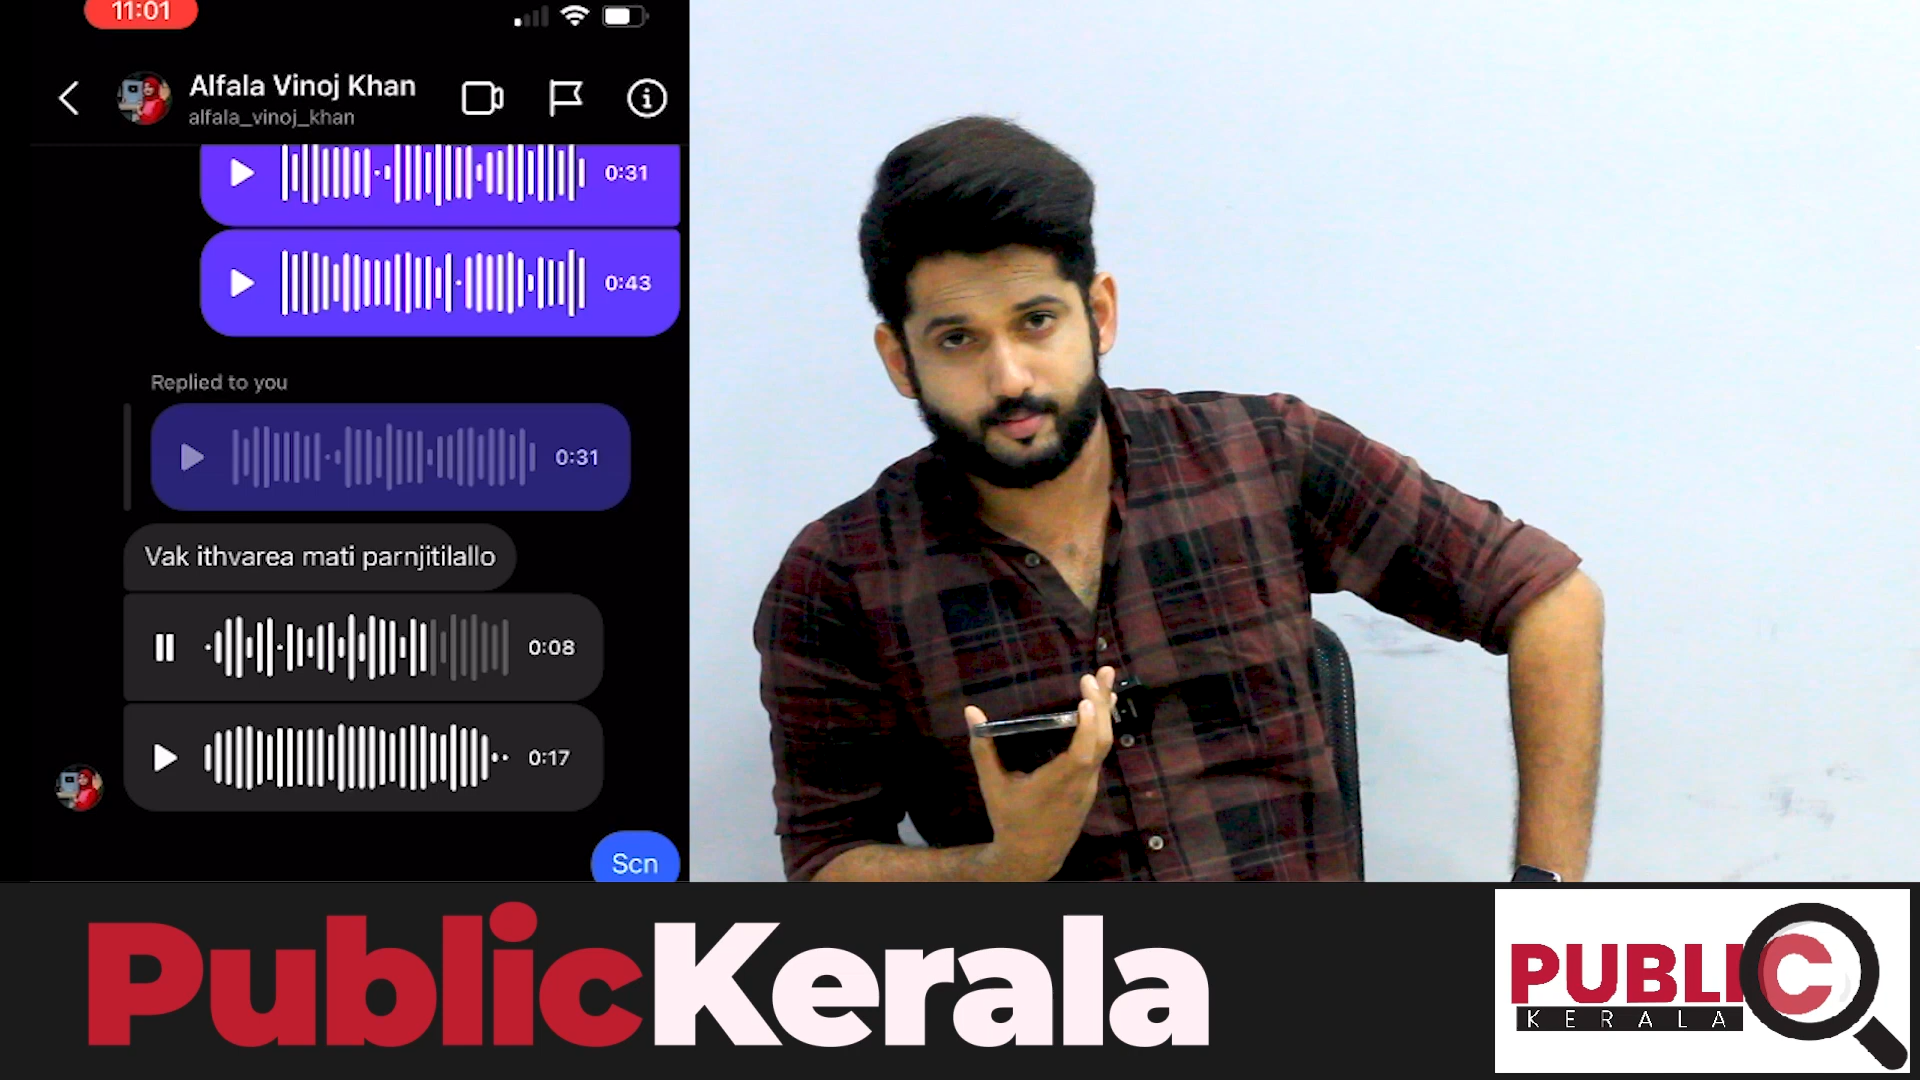 11:01
Alfala Vinoj Khan
alfala_vinoj_khan
0:31
0:43
Replied to you
0:31
Vak ithvarea mati parnjitilallo
0:08
0:17
Scn
PublicKerala
PUBLIC
KERALA